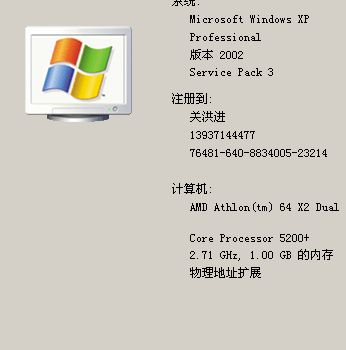 系统:
Microsoft Windows XP
Professional
版本 2002
Service Pack 3
注册到:
关洪进
13937144477
76481-640-8834005-23214
计算机:
AMD Athlon(tm) 64 X2 Dual
Core Processor 5200+
2.71 GHz, 1.00 GB 的内存
物理地址扩展